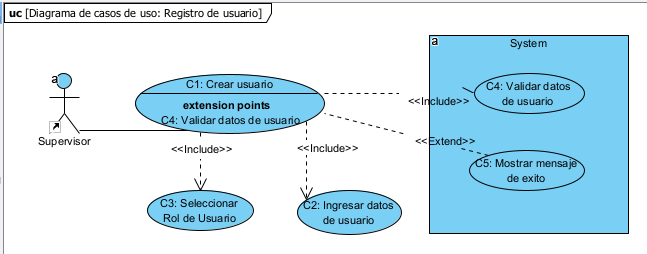 uc [Diagrama de casos de uso: Registro de usuario]
a
System
a
C1: Crear usuario
extension points
C4: Validar datos de usuario
C4: Validar datos
de usuario
<<Include>>
Supervisor
<<Include>>
<<Include>>
<<Extend>>
C5: Mostrar mensaje
de exito
C3: Seleccionar
Rol de Usuario
C2: Ingresar datos
de usuario